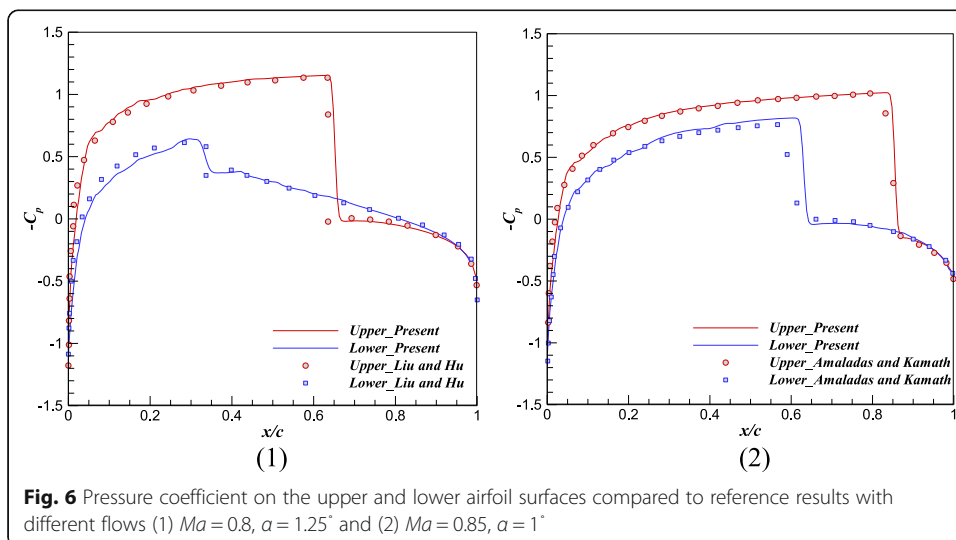 1.5
1
0.5
0
-0.5
-1
-1.5
-Cp
0
0.2
0.4
0.6
0.8
1
x/c
Upper_Present
Lower_Present
Upper_Liu and Hu
Lower_Liu and Hu
(1)
1.5
1
0.5
0
-0.5
-1
-1.5
-Cp
0
0.2
0.4
0.6
0.8
1
x/c
Upper_Present
Lower_Present
Upper_Amaladas and Kamath
Lower_Amaladas and Kamath
(2)
Fig. 6 Pressure coefficient on the upper and lower airfoil surfaces compared to reference results with
different flows (1) Ma = 0.8, α = 1.25° and (2) Ma = 0.85, α = 1°